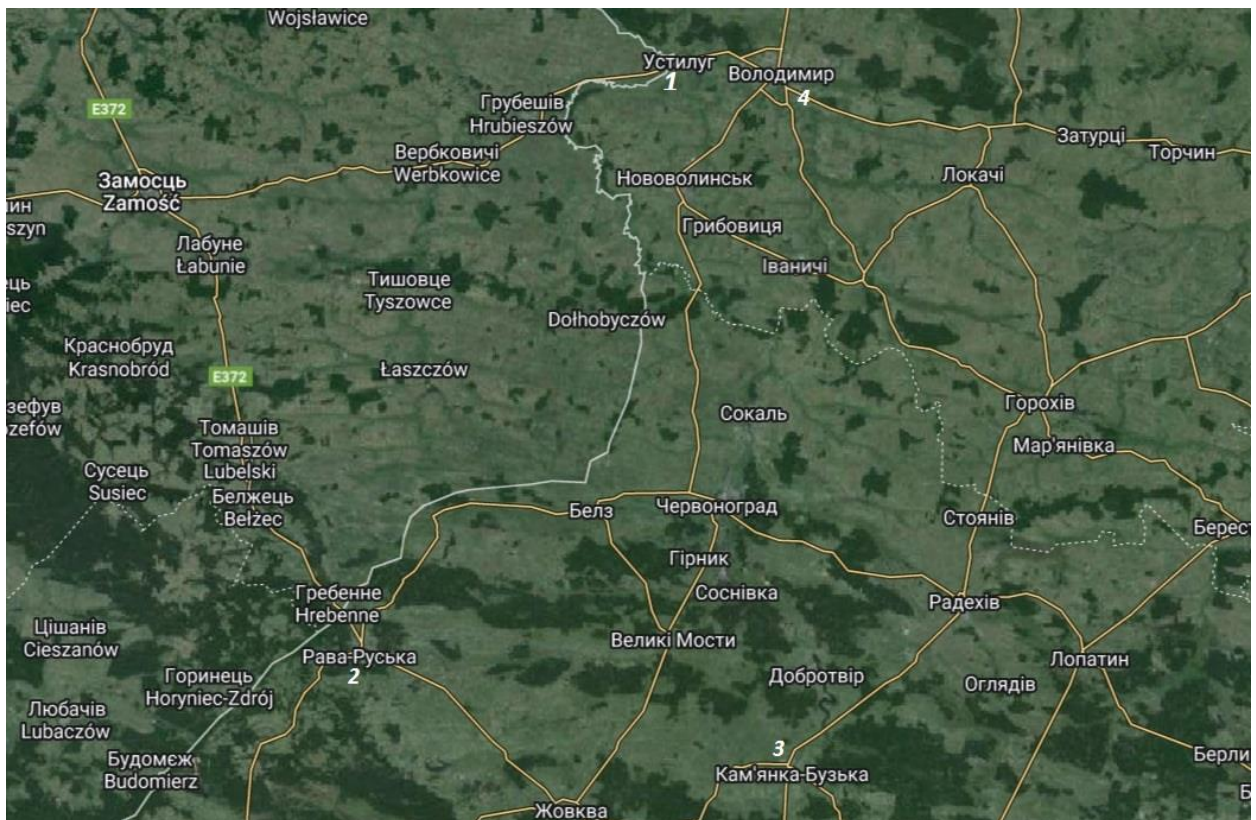 Wojsławice
Устилуг
1
Володимир
4
E372
Грубешів
Hrubieszów
Затурці
Вербковичі
Werbkowice
Торчин
Замосць
Zamość
Нововолинськ
Локачі
Грибовиця
Лабуне
Łabunie
Іваничі
Тишовце
Tyszowce
Dołhobyczów
Краснобруд
Krasnobród
Łaszczów
E372
Горохів
Сокаль
Томашів
Tomaszów
Lubelski
Мар'янівка
Сусець
Susiec
Белжець
Bełżec
Белз
Червоноград
Стоянів
Берест
Гірник
Гребенне
Hrebenne
Соснівка
Радехів
Цішанів
Cieszanów
Великі Мости
Рава-Руська
2
Лопатин
Горинець
Horyniec-Zdrój
Добротвір
Оглядів
Любачів
Lubaczów
3
Будомєж
Budomierz
Кам'янка-Бузька
Берли
Жовква